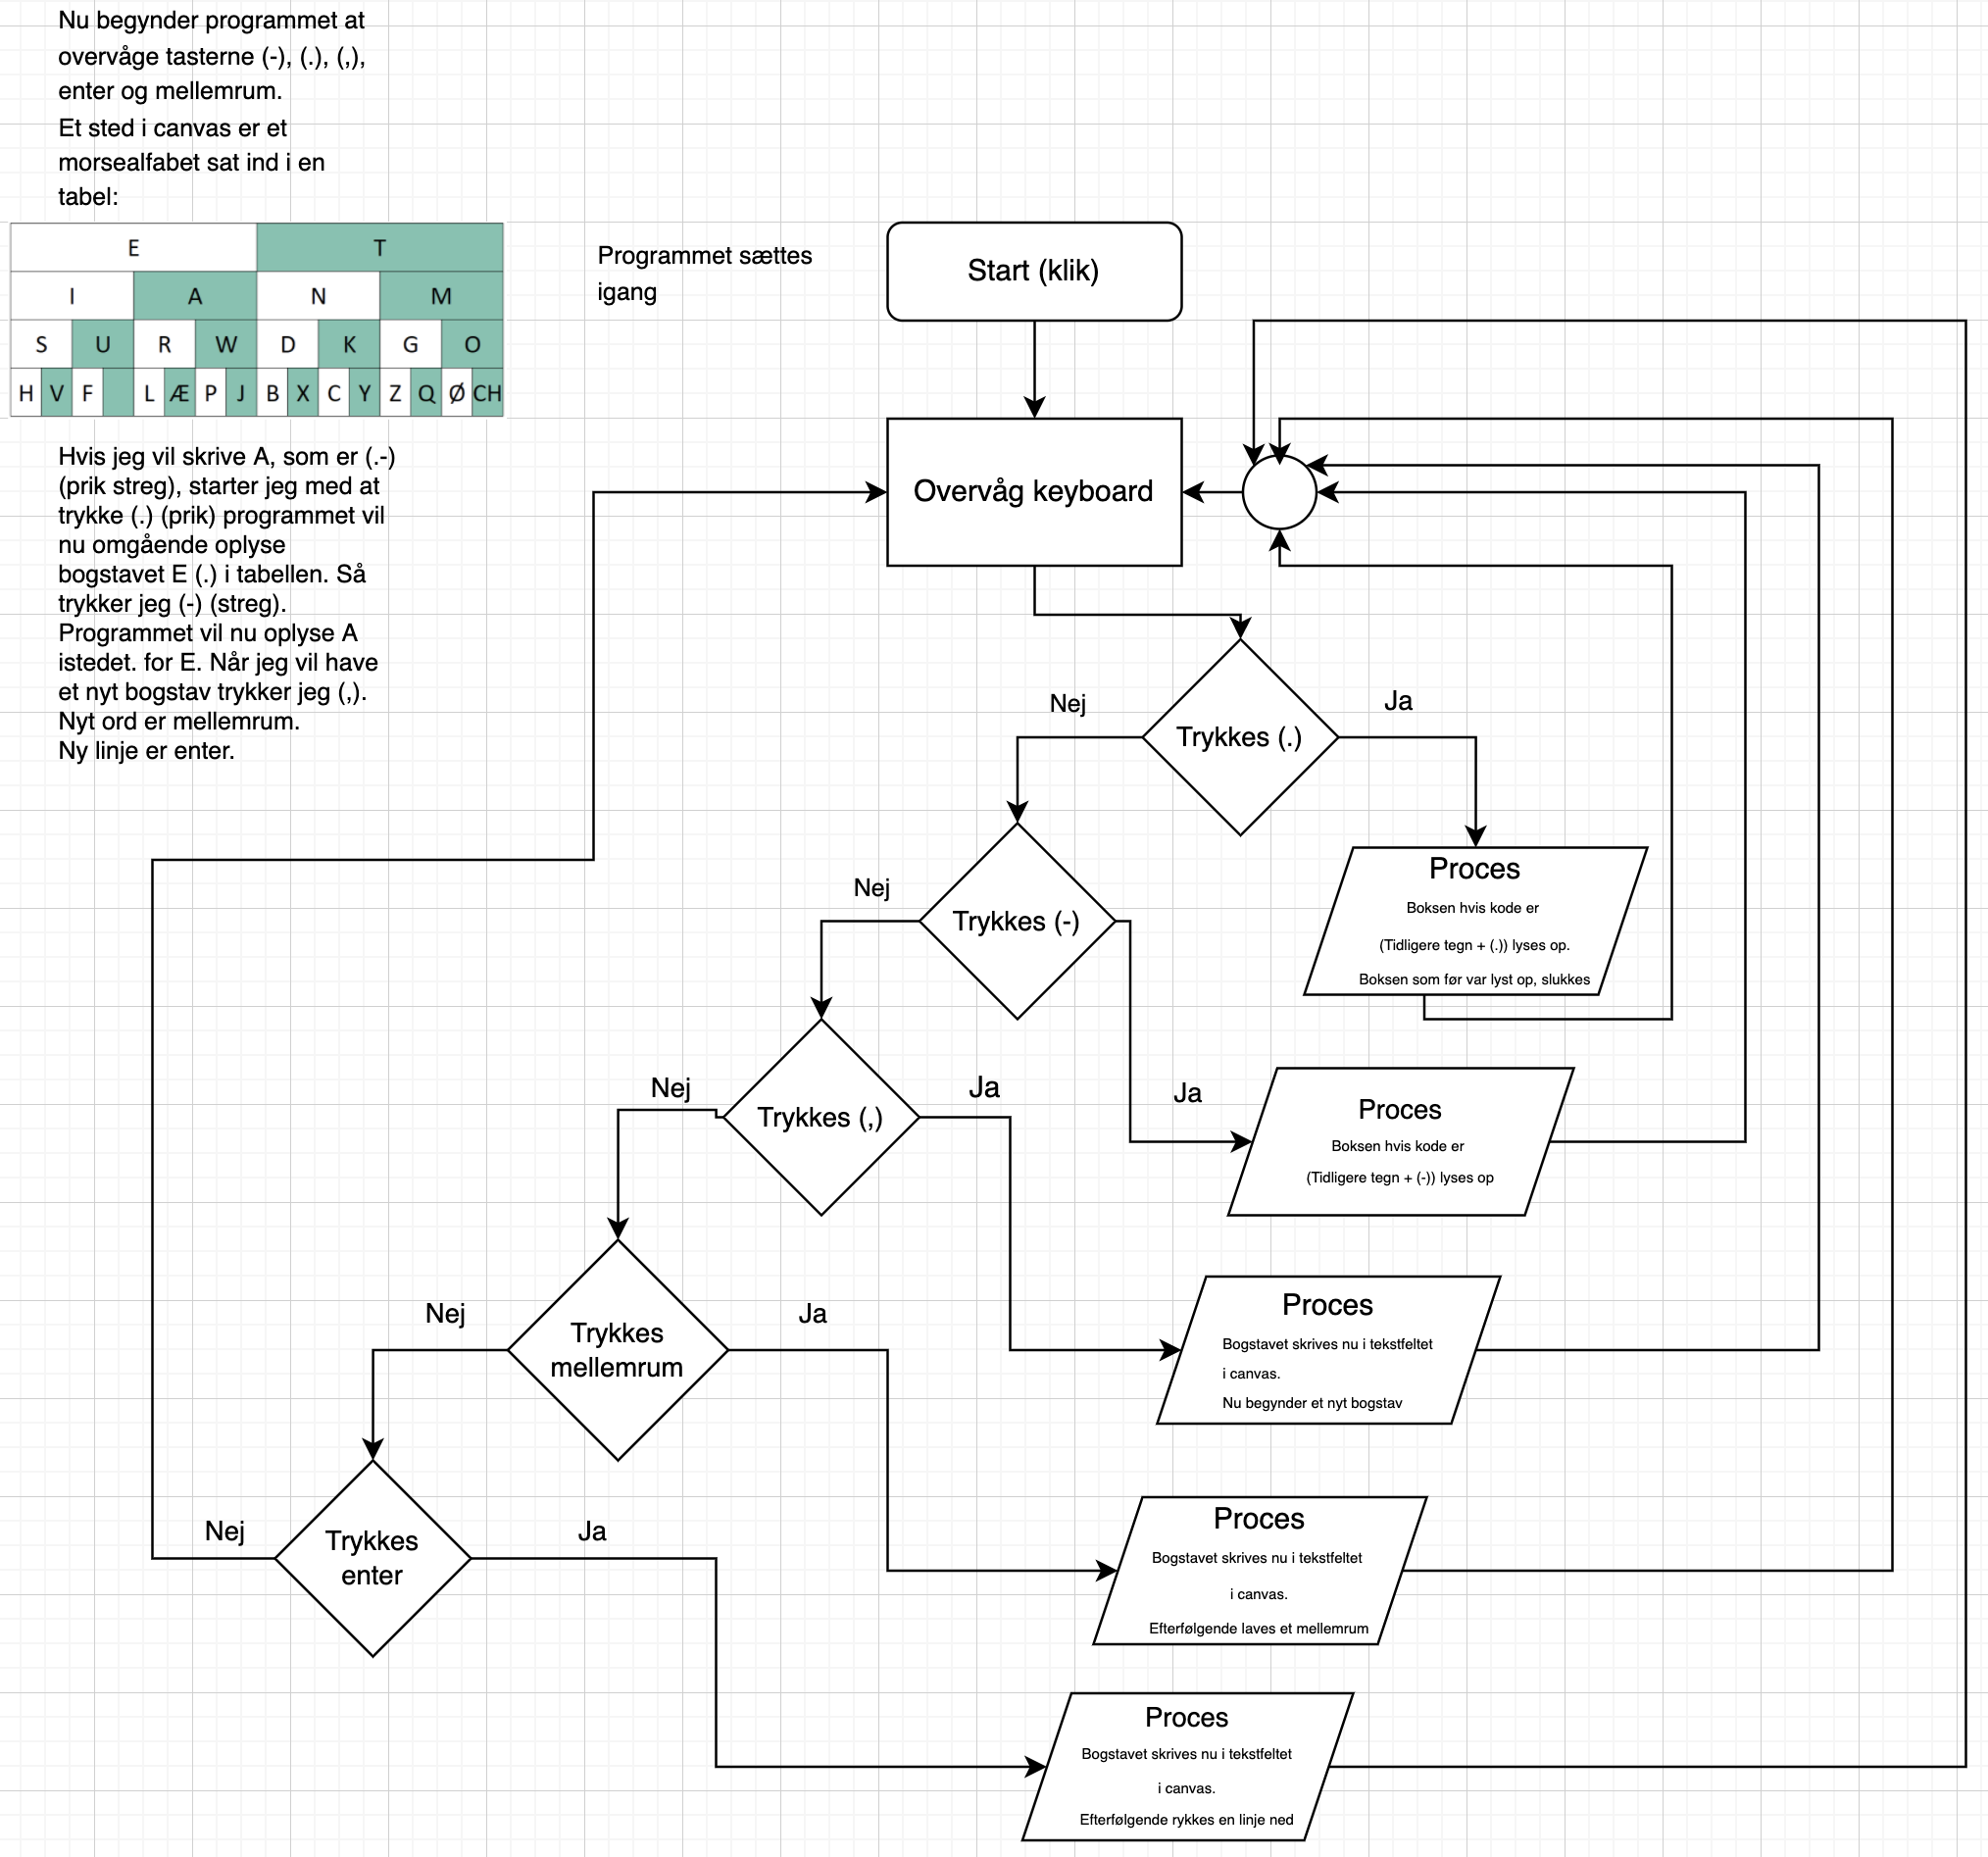 Nu begynder programmet at
overvåge tasterne (-), (.), (,),
enter og mellemrum.
Et sted i canvas er et
morsealfabet sat ind i en
tabel:
E T
I A N M
S U R W D K G O
H V F L Æ P J B X C Y Z Q Ø CH
Hvis jeg vil skrive A, som er (.-)
(prik streg), starter jeg med at
trykke (.) (prik) programmet vil
nu omgående oplyse
bogstavet E (.) i tabellen. Så
trykker jeg (-) (streg).
Programmet vil nu oplyse A
istedet. for E. Når jeg vil have
et nyt bogstav trykker jeg (,).
Nyt ord er mellemrum.
Ny linje er enter.
Programmet sættes
igang
Start (klik)
Overvåg keyboard
Nej
Trykkes (.)
Ja
Proces
Boksen hvis kode er
(Tidligere tegn + (.)) lyses op.
Boksen som før var lyst op, slukkes
Nej
Trykkes (-)
Ja
Proces
Boksen hvis kode er
(Tidligere tegn + (-)) lyses op
Nej
Trykkes (,)
Ja
Proces
Bogstavet skrives nu i tekstfeltet
i canvas.
Nu begynder et nyt bogstav
Nej
Trykkes
mellemrum
Ja
Proces
Bogstavet skrives nu i tekstfeltet
i canvas.
Efterfølgende laves et mellemrum
Nej
Trykkes
enter
Ja
Proces
Bogstavet skrives nu i tekstfeltet
i canvas.
Efterfølgende rykkes en linje ned